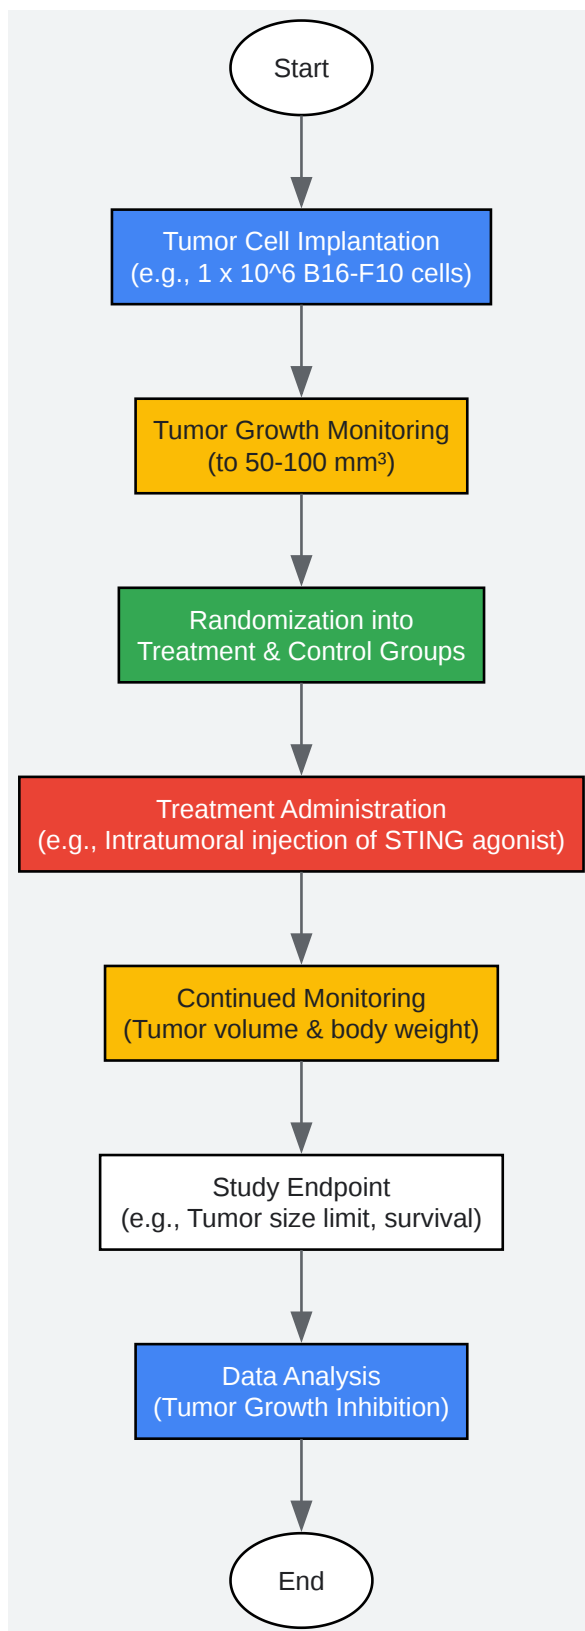 Start
Tumor Cell Implantation
(e.g., 1 x 10^6 B16-F10 cells)
Tumor Growth Monitoring
(to 50-100 mm³)
Randomization into
Treatment & Control Groups
Treatment Administration
(e.g., Intratumoral injection of STING agonist)
Continued Monitoring
(Tumor volume & body weight)
Study Endpoint
(e.g., Tumor size limit, survival)
Data Analysis
(Tumor Growth Inhibition)
End